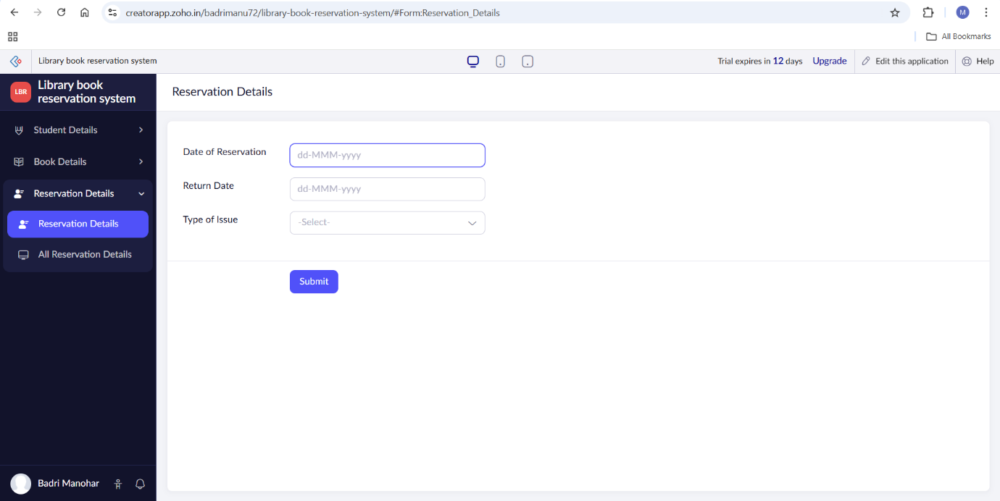 creatorapp.zoho.in/badrimanu72/library-book-reservation-system/#Form:Reservation_Details
M
All Bookmarks
Library book reservation system
Trial expires in 12 days
Upgrade
Edit this application
Help
LBR
Library book
reservation system
Student Details
Book Details
Reservation Details
Reservation Details
All Reservation Details
Badri Manohar
Reservation Details
Date of Reservation
dd-MMM-yyyy
Return Date
dd-MMM-yyyy
Type of Issue
-Select-
Submit